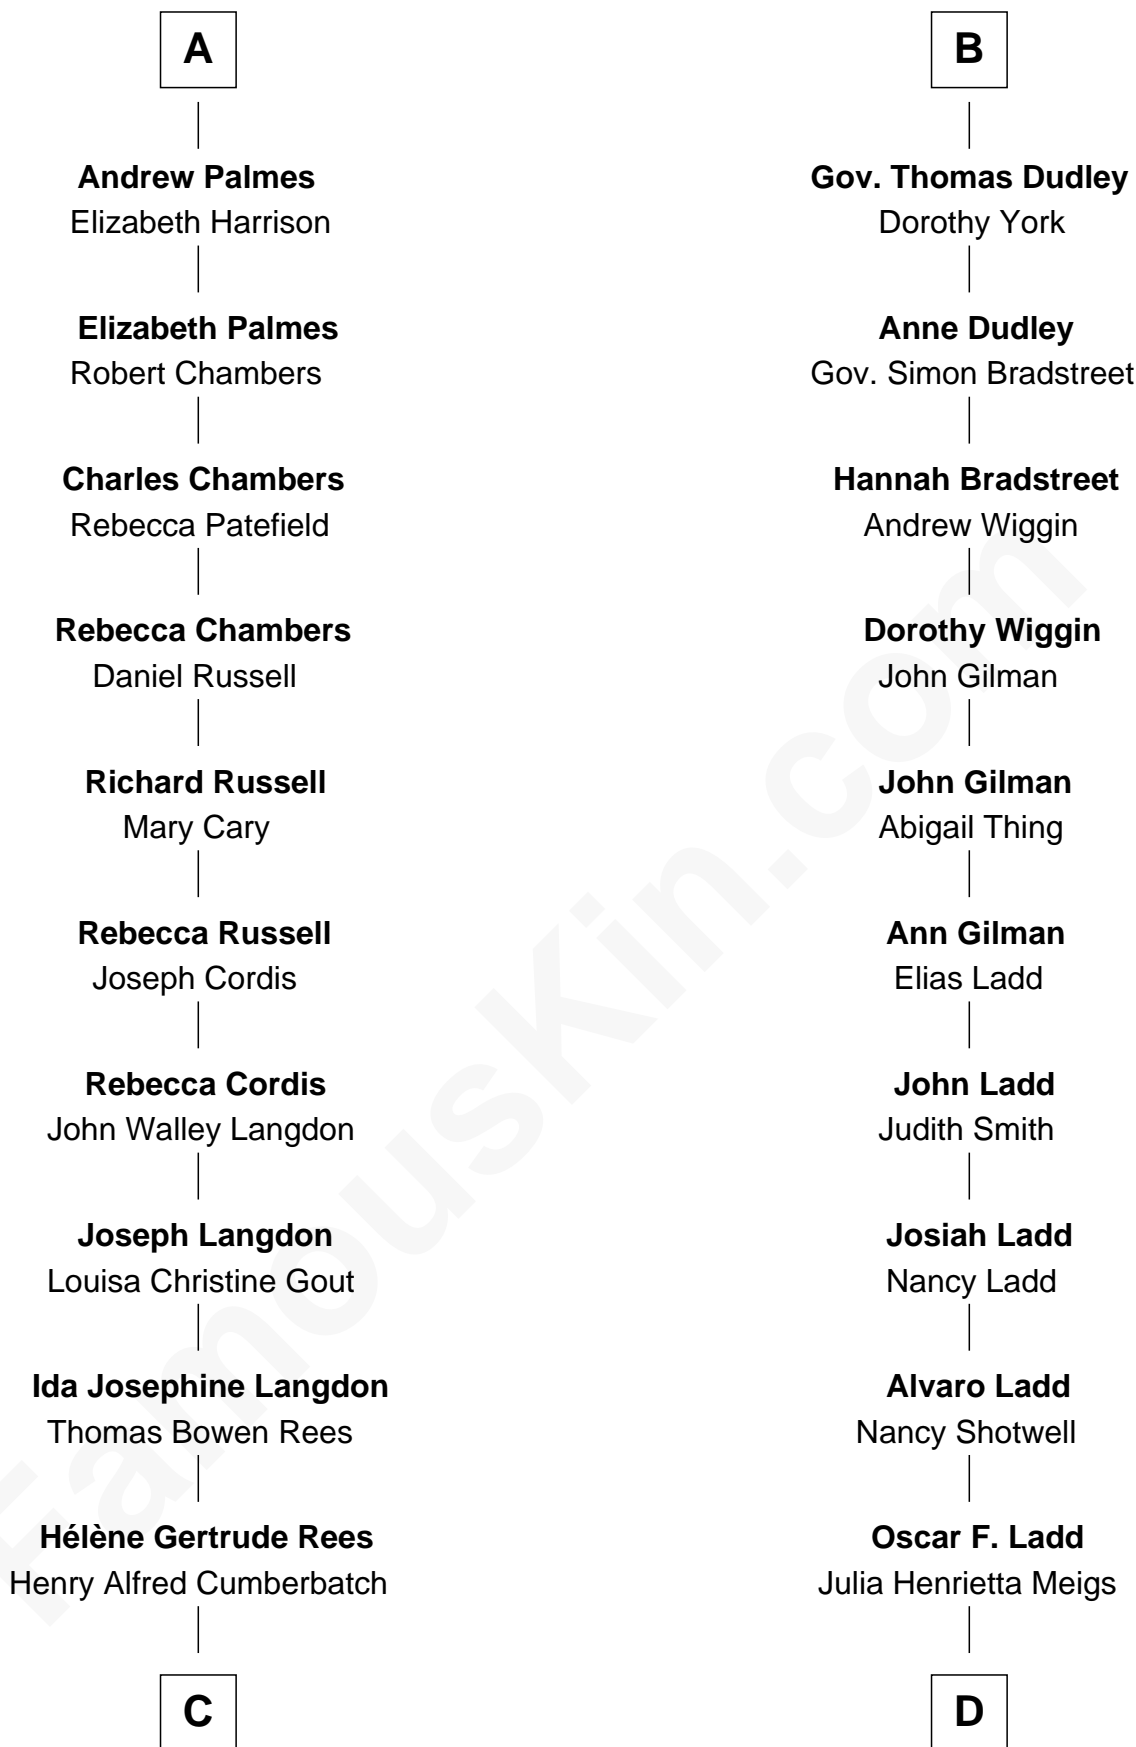 A
Andrew Palmes
Elizabeth Harrison
Elizabeth Palmes
Robert Chambers
Charles Chambers
Rebecca Patefield
Rebecca Chambers
Daniel Russell
Richard Russell
Mary Cary
Rebecca Russell
Joseph Cordis
Rebecca Cordis
John Walley Langdon
Joseph Langdon
Louisa Christine Gout
Ida Josephine Langdon
Thomas Bowen Rees
Hélène Gertrude Rees
Henry Alfred Cumberbatch
C
B
Gov. Thomas Dudley
Dorothy York
Anne Dudley
Gov. Simon Bradstreet
Hannah Bradstreet
Andrew Wiggin
Dorothy Wiggin
John Gilman
John Gilman
Abigail Thing
Ann Gilman
Elias Ladd
John Ladd
Judith Smith
Josiah Ladd
Nancy Ladd
Alvaro Ladd
Nancy Shotwell
Oscar F. Ladd
Julia Henrietta Meigs
D
FamousKin.com